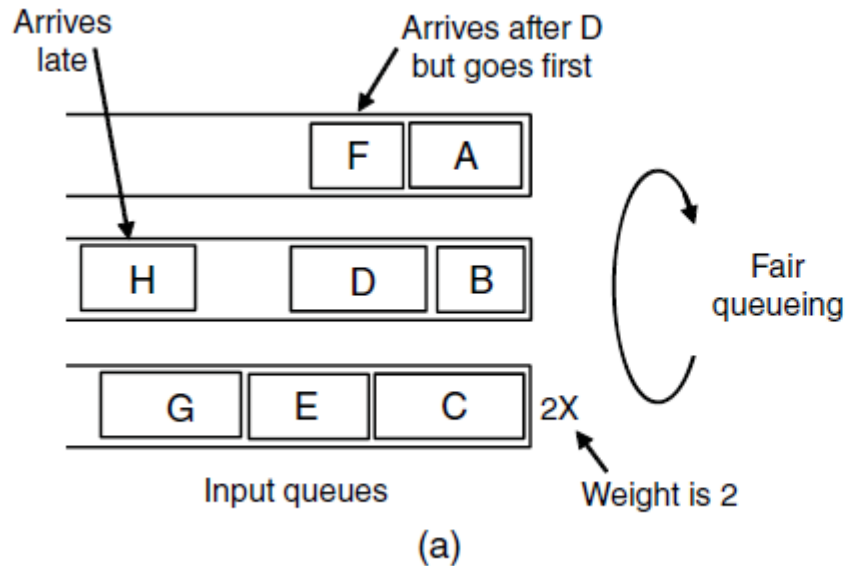 Arrives
late
Arrives after D
but goes first
F
A
H
D
B
Fair
queueing
G
E
C
2X
Input queues
Weight is 2
(a)